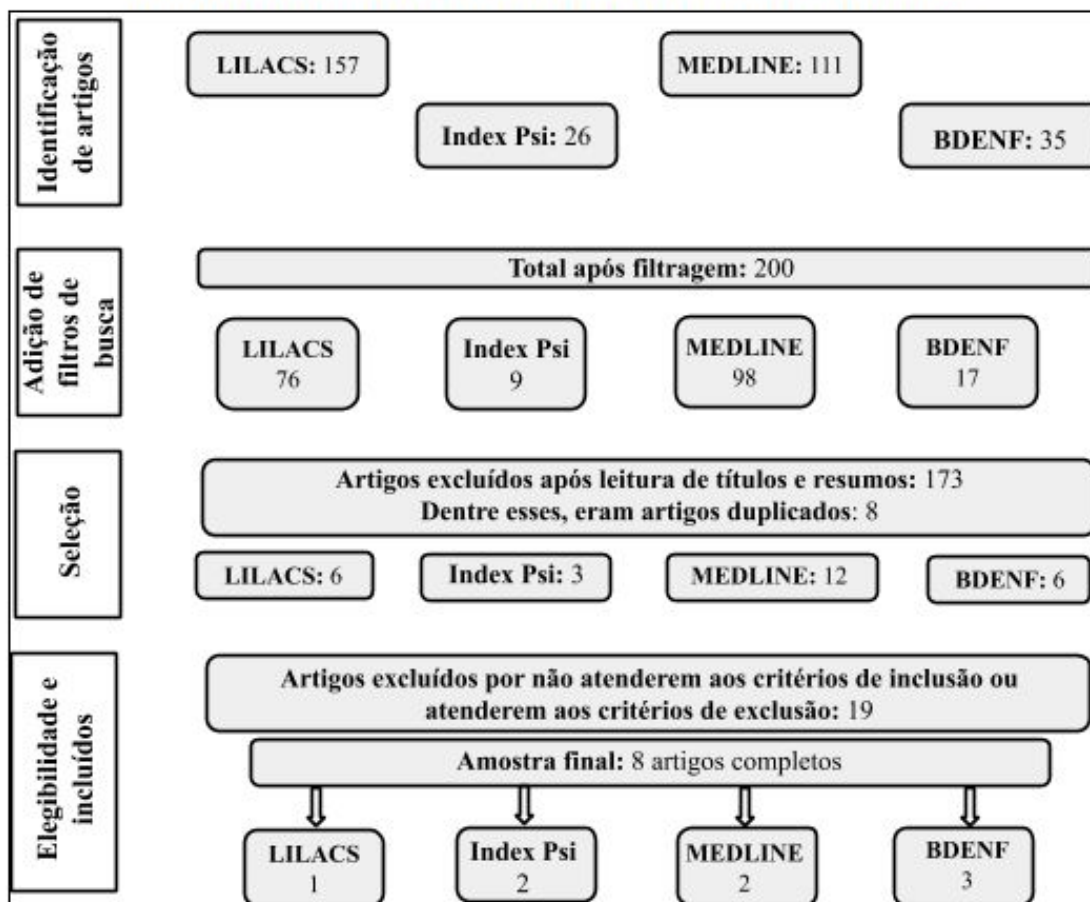 Identificação
de artigos
LILACS: 157
MEDLINE: 111
Index Psi: 26
BDENF: 35
Adição de
filtros de
busca
Total após filtragem: 200
LILACS
76
Index Psi
9
MEDLINE
98
BDENF
17
Seleção
Artigos excluídos após leitura de títulos e resumos: 173
Dentre esses, eram artigos duplicados: 8
LILACS: 6
Index Psi: 3
MEDLINE: 12
BDENF: 6
Elegibilidade e
incluídos
Artigos excluídos por não atenderem aos critérios de inclusão ou
atenderem aos critérios de exclusão: 19
Amostra final: 8 artigos completos
LILACS
1
Index Psi
2
MEDLINE
2
BDENF
3